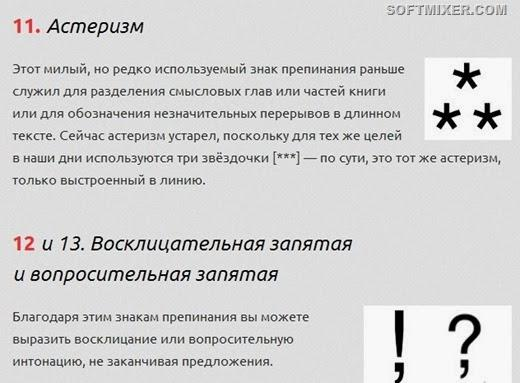 SOFTMIXER.COM
11. Астеризм
Этот милый, но редко используемый знак препинания раньше
служил для разделения смысловых глав или частей книги
или для обозначения незначительных перерывов в длинном
тексте. Сейчас астеризм устарел, поскольку для тех же целей
в наши дни используются три звёздочки [***] — по сути, это тот же астеризм,
только выстроенный в линию.
*
* *
12 и 13. Восклицательная запятая
и вопросительная запятая
Благодаря этим знакам препинания вы можете
выразить восклицание или вопросительную
интонацию, не заканчивая предложения.
! ?